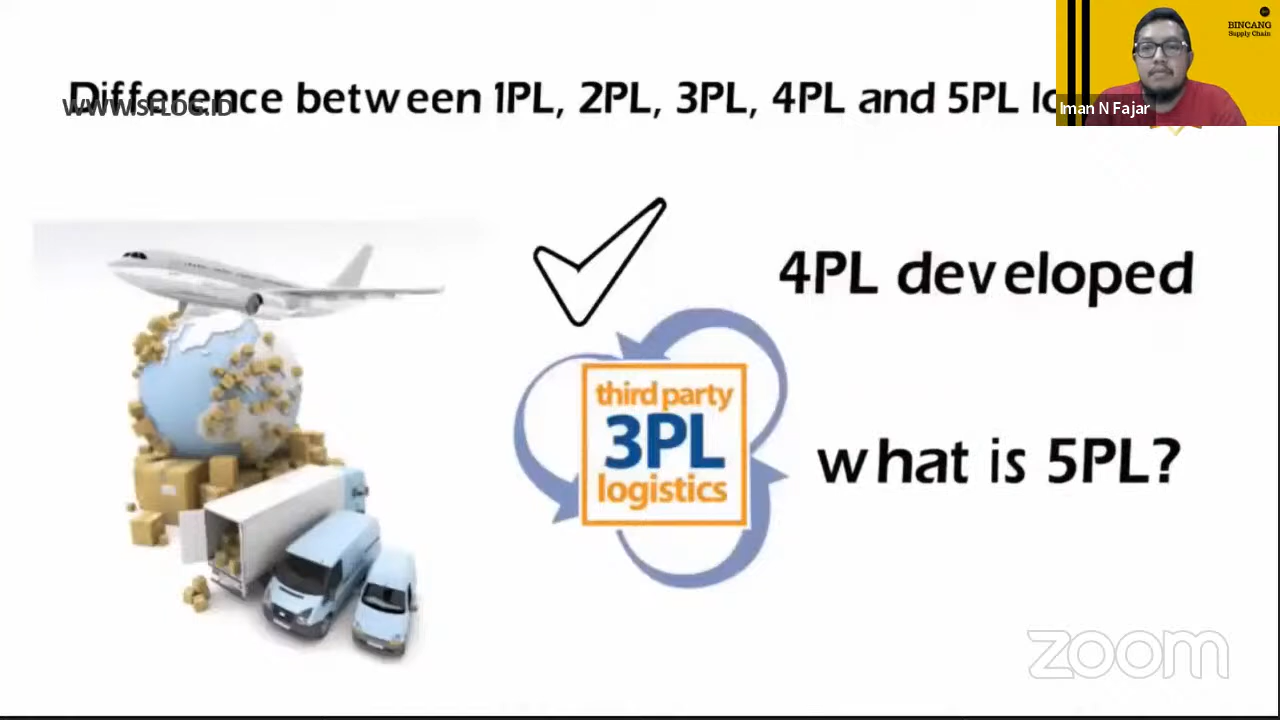 Difference between 1PL, 2PL, 3PL, 4PL and 5PL lo
WWW.SFLOG.ID
BINCANG
Supply Chain
Iman N Fajar
4PL developed
third party
3PL
logistics
what is 5PL?
zoom